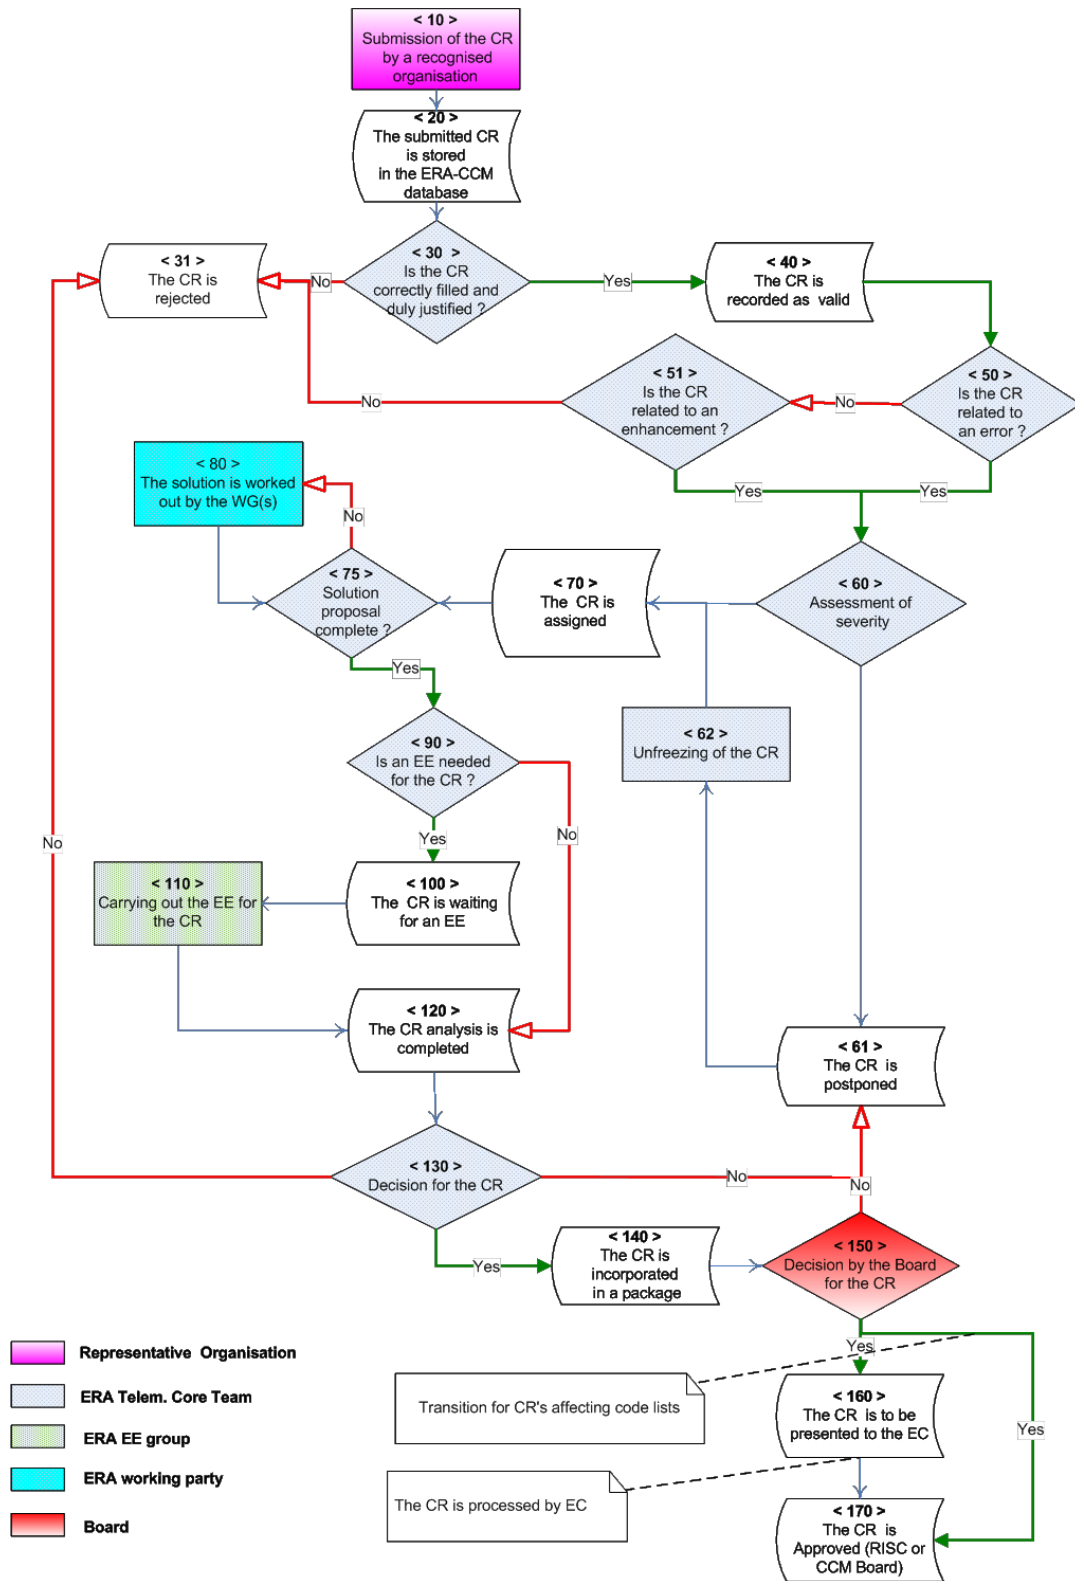 < 10 >
Submission of the CR
by a recognised
organisation
< 20 >
The submitted CR
is stored
in the ERA-CCM
database
< 31 >
The CR is
rejected
No
< 30 >
Is the CR
correctly filled and
duly justified ?
Yes
< 40 >
The CR is
recorded as valid
No
< 51 >
Is the CR
related to an
enhancement ?
No
< 50 >
Is the CR
related to
an error ?
Yes
Yes
< 80 >
The solution is worked
out by the WG(s)
No
< 75 >
Solution
proposal
complete ?
< 70 >
The CR is
assigned
< 60 >
Assessment of
severity
Yes
< 90 >
Is an EE needed
for the CR ?
< 62 >
Unfreezing of the CR
No
Yes
No
< 110 >
Carrying out the EE for
the CR
< 100 >
The CR is waiting
for an EE
< 120 >
The CR analysis is
completed
< 61 >
The CR is
postponed
< 130 >
Decision for the CR
No
No
Yes
< 140 >
The CR is
incorporated
in a package
< 150 >
Decision by the Board
for the CR
Yes
Representative Organisation
ERA Telem. Core Team
ERA EE group
ERA working party
Board
Transition for CR's affecting code lists
< 160 >
The CR is to be
presented to the EC
Yes
The CR is processed by EC
< 170 >
The CR is
Approved (RISC or
CCM Board)